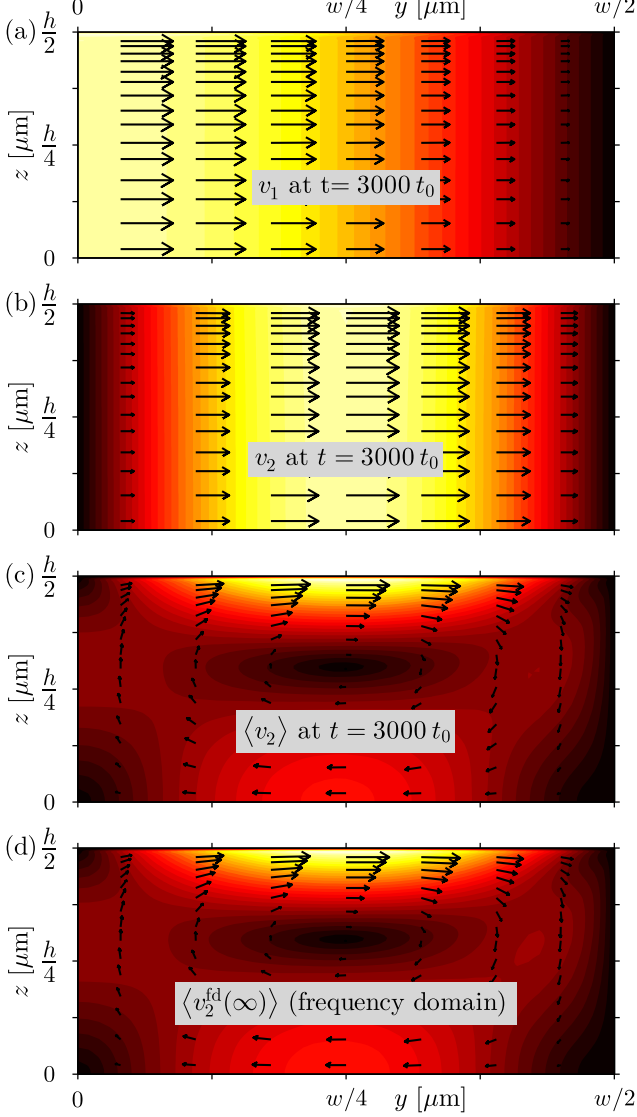 0 w/4 y [μm] w/2
(a) h/2
z [μm]
h/4
v₁ at t= 3000 t₀
0
(b) h/2
z [μm]
h/4
v₂ at t = 3000 t₀
0
(c) h/2
z [μm]
h/4
⟨v₂⟩ at t = 3000 t₀
0
(d) h/2
z [μm]
h/4
⟨v₂^fd(∞)⟩ (frequency domain)
0
0 w/4 y [μm] w/2